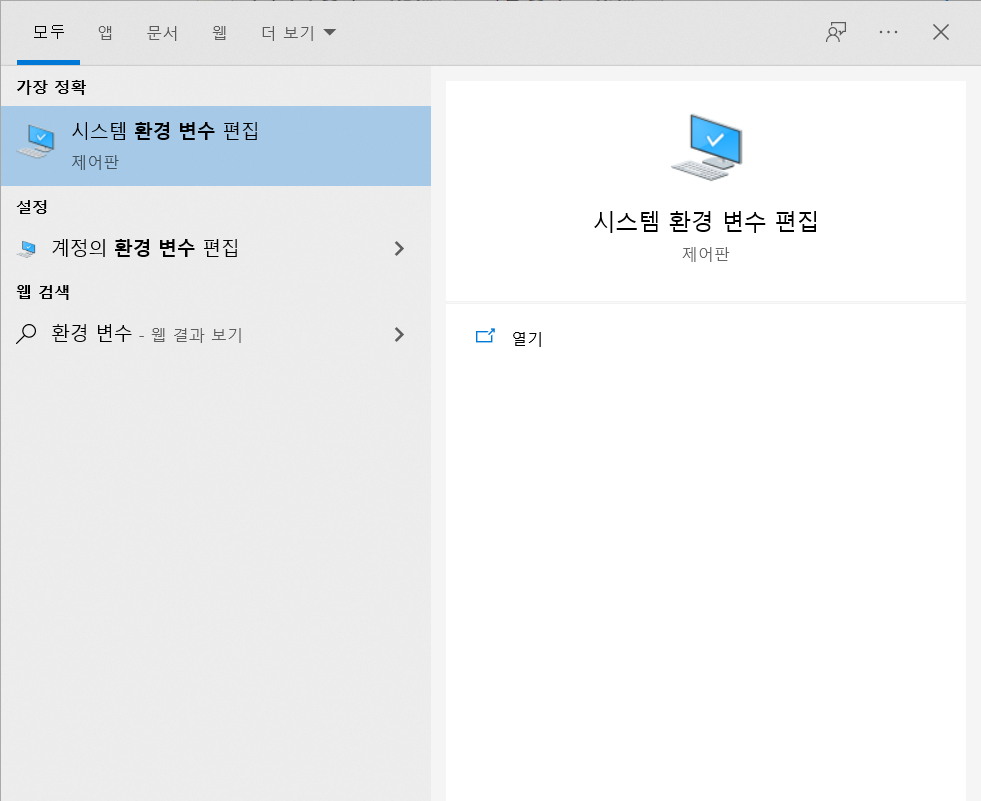 모두 앱 문서 웹 더 보기
가장 정확
시스템 환경 변수 편집
제어판
설정
계정의 환경 변수 편집
웹 검색
환경 변수 - 웹 결과 보기
시스템 환경 변수 편집
제어판
열기